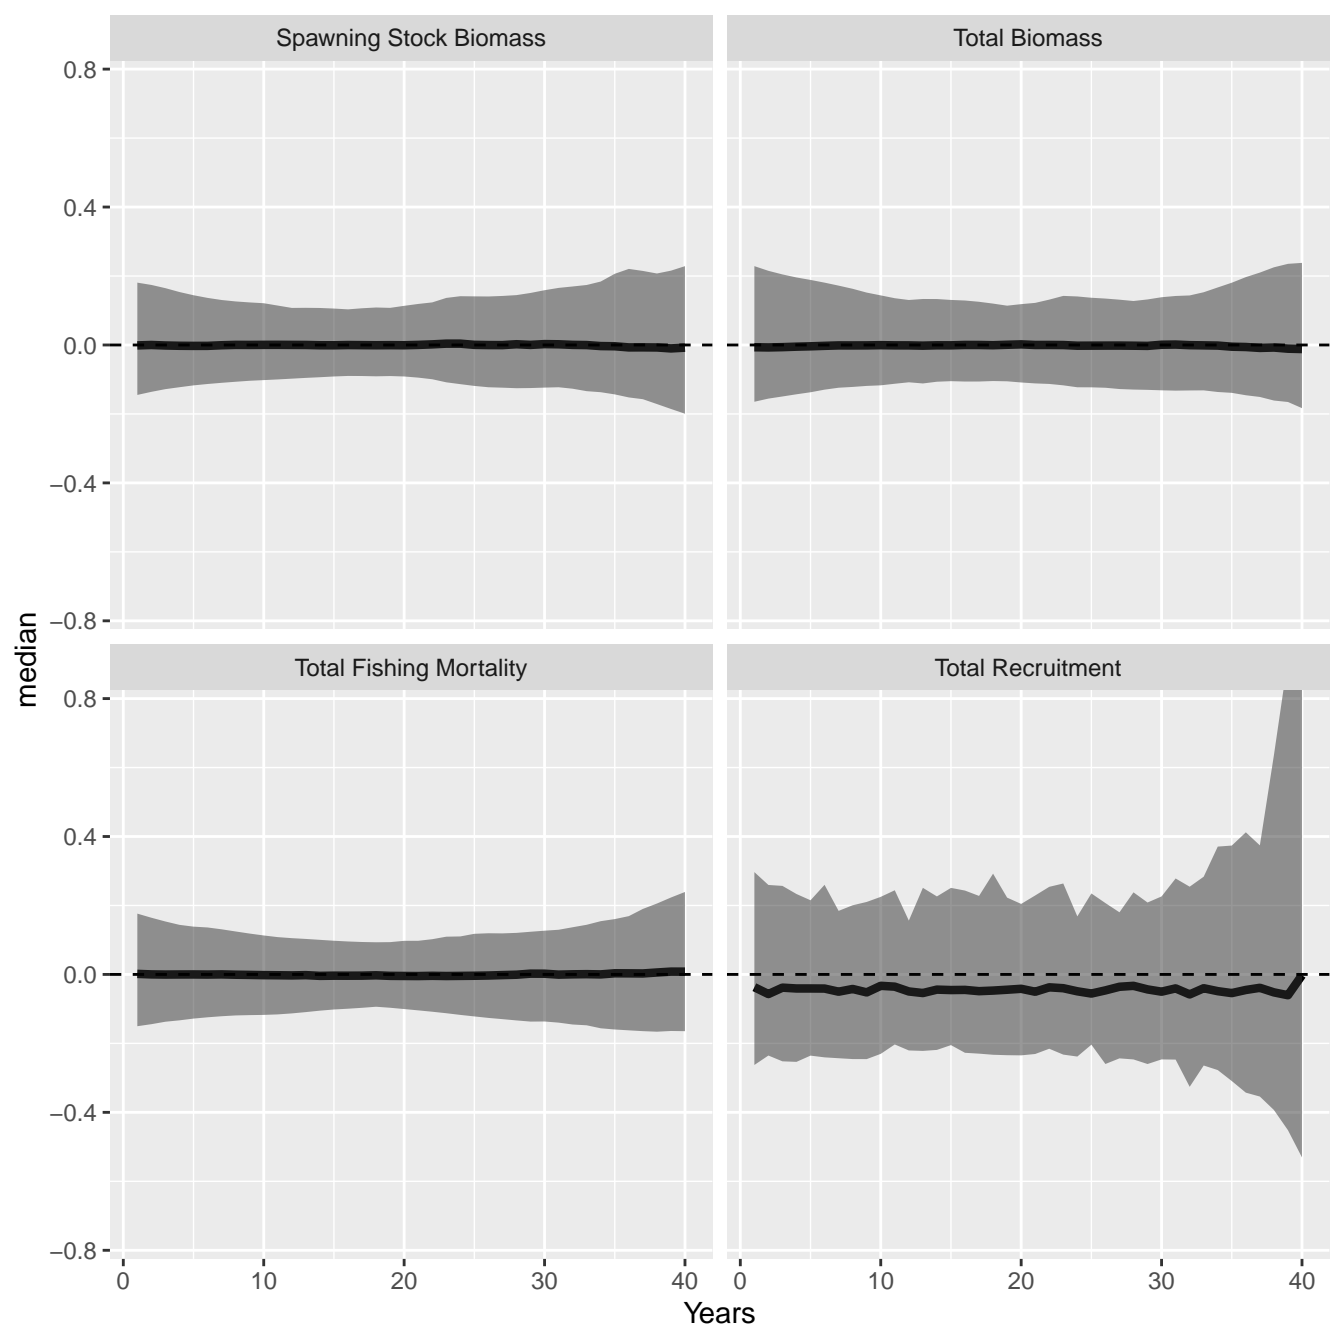 Spawning Stock Biomass
Total Biomass
0.8
0.4
0.0
−0.4
−0.8
median
Total Fishing Mortality
Total Recruitment
0.8
0.4
0.0
−0.4
−0.8
0 10 20 30 40
0 10 20 30 40
Years